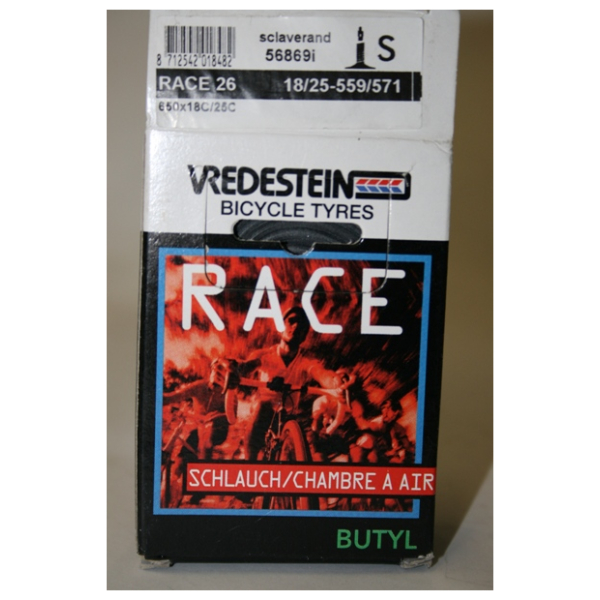 sclaverand
56869i
S
8 712542 018482
RACE 26 18/25-559/571
650x18C/25C
VREDESTEIN
BICYCLE TYRES
RACE
SCHLAUCH/CHAMBRE A AIR
BUTYL